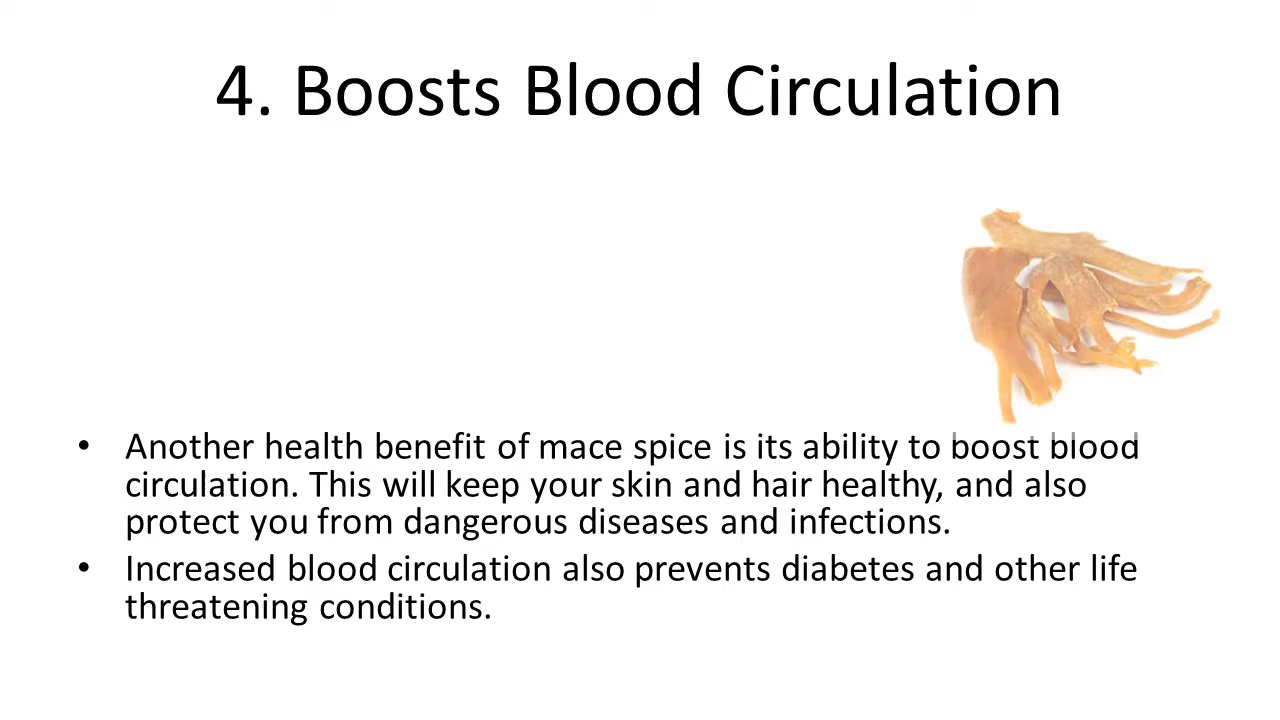 4. Boosts Blood Circulation
• Another health benefit of mace spice is its ability to boost blood
circulation. This will keep your skin and hair healthy, and also
protect you from dangerous diseases and infections.
• Increased blood circulation also prevents diabetes and other life
threatening conditions.